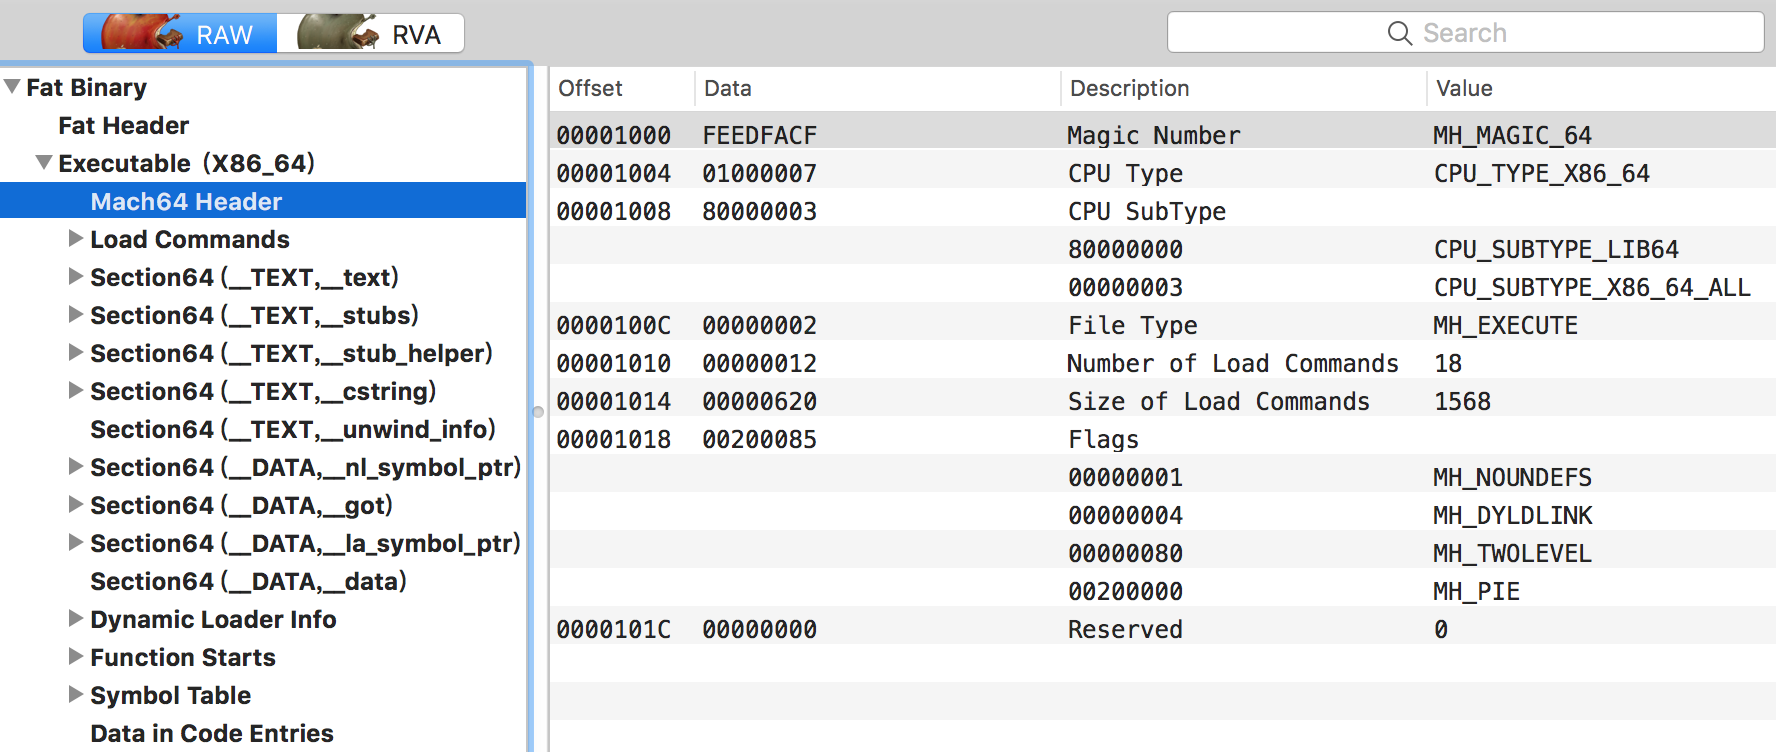 RAW RVA Search
Fat Binary
Fat Header
Executable (X86_64)
Mach64 Header
Load Commands
Section64 (__TEXT,__text)
Section64 (__TEXT,__stubs)
Section64 (__TEXT,__stub_helper)
Section64 (__TEXT,__cstring)
Section64 (__TEXT,__unwind_info)
Section64 (__DATA,__nl_symbol_ptr)
Section64 (__DATA,__got)
Section64 (__DATA,__la_symbol_ptr)
Section64 (__DATA,__data)
Dynamic Loader Info
Function Starts
Symbol Table
Data in Code Entries
Offset Data Description Value
00001000 FEEDFACF Magic Number MH_MAGIC_64
00001004 01000007 CPU Type CPU_TYPE_X86_64
00001008 80000003 CPU SubType
80000000 CPU_SUBTYPE_LIB64
00000003 CPU_SUBTYPE_X86_64_ALL
0000100C 00000002 File Type MH_EXECUTE
00001010 00000012 Number of Load Commands 18
00001014 00000620 Size of Load Commands 1568
00001018 00200085 Flags
00000001 MH_NOUNDEFS
00000004 MH_DYLDLINK
00000080 MH_TWOLEVEL
00200000 MH_PIE
0000101C 00000000 Reserved 0